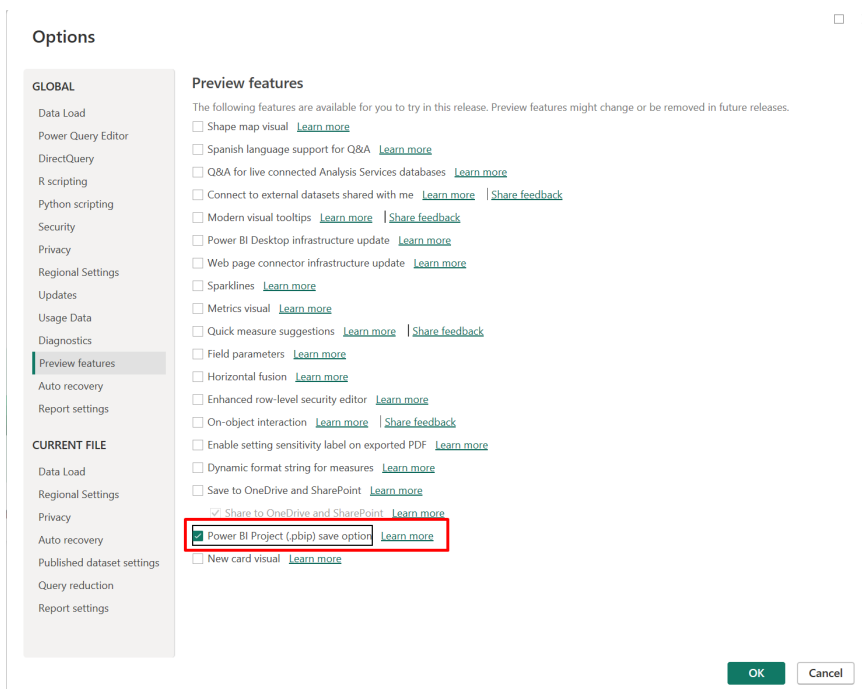 Options
GLOBAL
Data Load
Power Query Editor
DirectQuery
R scripting
Python scripting
Security
Privacy
Regional Settings
Updates
Usage Data
Diagnostics
Preview features
Auto recovery
Report settings
CURRENT FILE
Data Load
Regional Settings
Privacy
Auto recovery
Published dataset settings
Query reduction
Report settings
Preview features
The following features are available for you to try in this release. Preview features might change or be removed in future releases.
Shape map visual Learn more
Spanish language support for Q&A Learn more
Q&A for live connected Analysis Services databases Learn more
Connect to external datasets shared with me Learn more | Share feedback
Modern visual tooltips Learn more | Share feedback
Power BI Desktop infrastructure update Learn more
Web page connector infrastructure update Learn more
Sparklines Learn more
Metrics visual Learn more
Quick measure suggestions Learn more | Share feedback
Field parameters Learn more
Horizontal fusion Learn more
Enhanced row-level security editor Learn more
On-object interaction Learn more | Share feedback
Enable setting sensitivity label on exported PDF Learn more
Dynamic format string for measures Learn more
Save to OneDrive and SharePoint Learn more
Share to OneDrive and SharePoint Learn more
Power BI Project (.pbip) save option Learn more
New card visual Learn more
OK Cancel